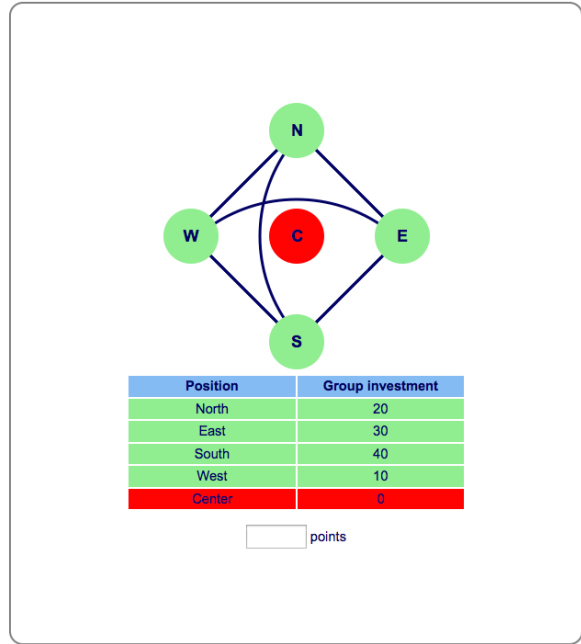 N
W C E
S
Position Group investment
North 20
East 30
South 40
West 10
Center 0
points